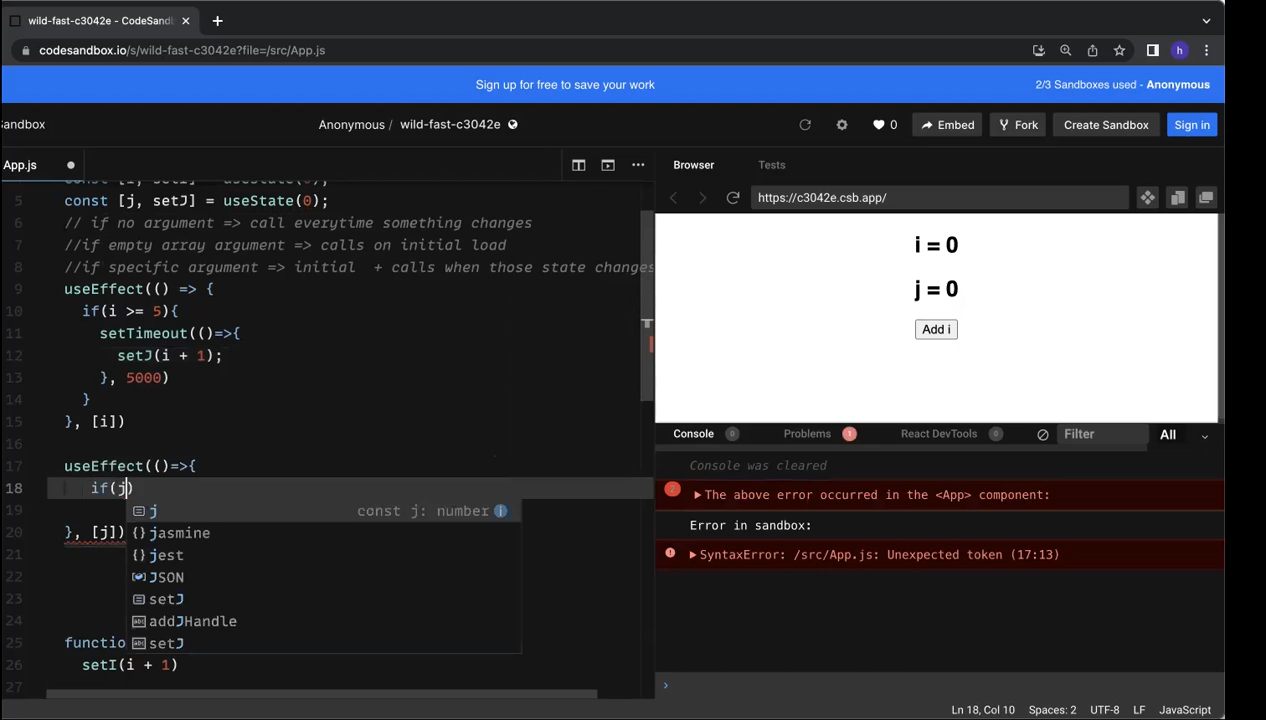 wild-fast-c3042e - CodeSandb
codesandbox.io/s/wild-fast-c3042e?file=/src/App.js
h
Sign up for free to save your work
2/3 Sandboxes used - Anonymous
Sandbox
Anonymous / wild-fast-c3042e
0
Embed
Fork
Create Sandbox
Sign in
App.js
Browser
Tests
https://c3042e.csb.app/
const [i, setI] = useState(0);
5 const [j, setJ] = useState(0);
6 // if no argument => call everytime something changes
7 //if empty array argument => calls on initial load
8 //if specific argument => initial  + calls when those state changes
9 useEffect(() => {
10 if(i >= 5){
11 setTimeout(()=>{
12 setJ(i + 1);
13 }, 5000)
14 }
15 }, [i])
16
17 useEffect(()=>{
18 if(j)
19
20 }, [j])
21
22
23
24
25 functio
26 setI(i + 1)
27
j const j: number
jasmine
jest
JSON
setJ
addJHandle
setJ
i = 0
j = 0
Add i
Console 0
Problems 1
React DevTools 0
Filter
All
Console was cleared
2 ▶The above error occurred in the <App> component:
Error in sandbox:
▶SyntaxError: /src/App.js: Unexpected token (17:13)
›
Ln 18, Col 10 Spaces: 2 UTF-8 LF JavaScript